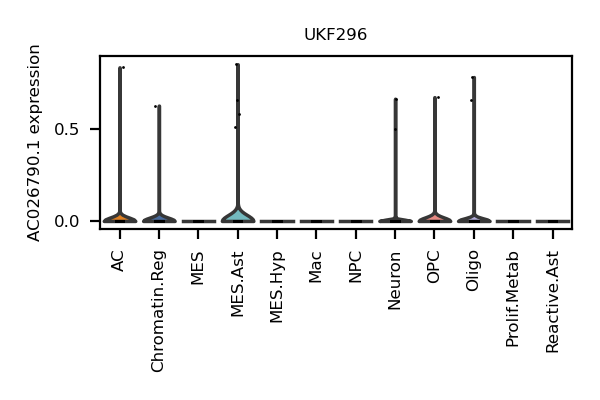 UKF296
AC026790.1 expression
0.5
0.0
AC
Chromatin.Reg
MES
MES.Ast
MES.Hyp
Mac
NPC
Neuron
OPC
Oligo
Prolif.Metab
Reactive.Ast